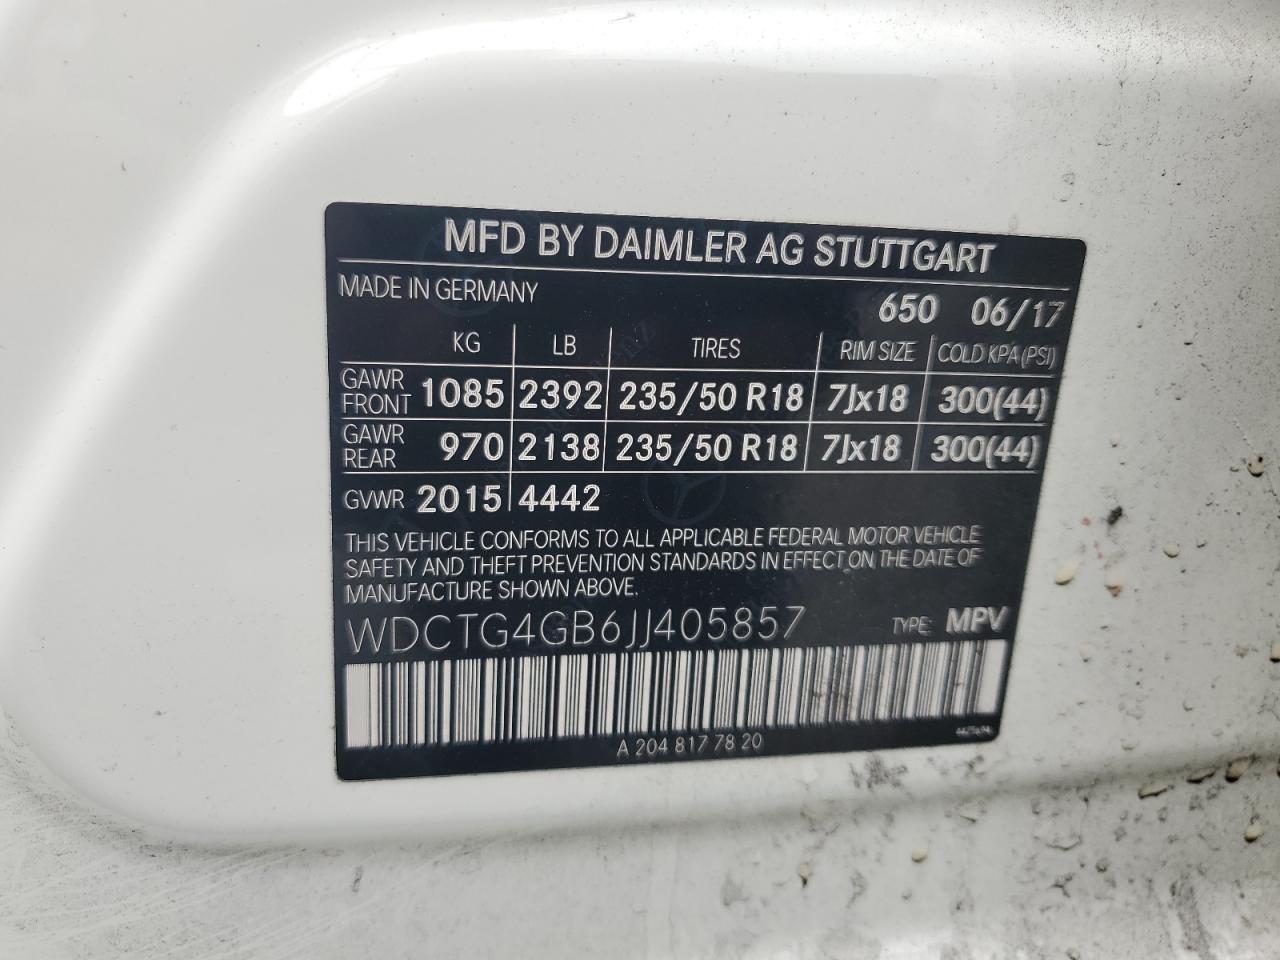 MFD BY DAIMLER AG STUTTGART
MADE IN GERMANY 650 06/17
KG LB TIRES RIM SIZE COLD KPA (PSI)
GAWR FRONT 1085 2392 235/50 R18 7Jx18 300(44)
GAWR REAR 970 2138 235/50 R18 7Jx18 300(44)
GVWR 2015 4442
THIS VEHICLE CONFORMS TO ALL APPLICABLE FEDERAL MOTOR VEHICLE
SAFETY AND THEFT PREVENTION STANDARDS IN EFFECT ON THE DATE OF
MANUFACTURE SHOWN ABOVE.
WDCTG4GB6JJ405857 TYPE: MPV
A 204 817 78 20